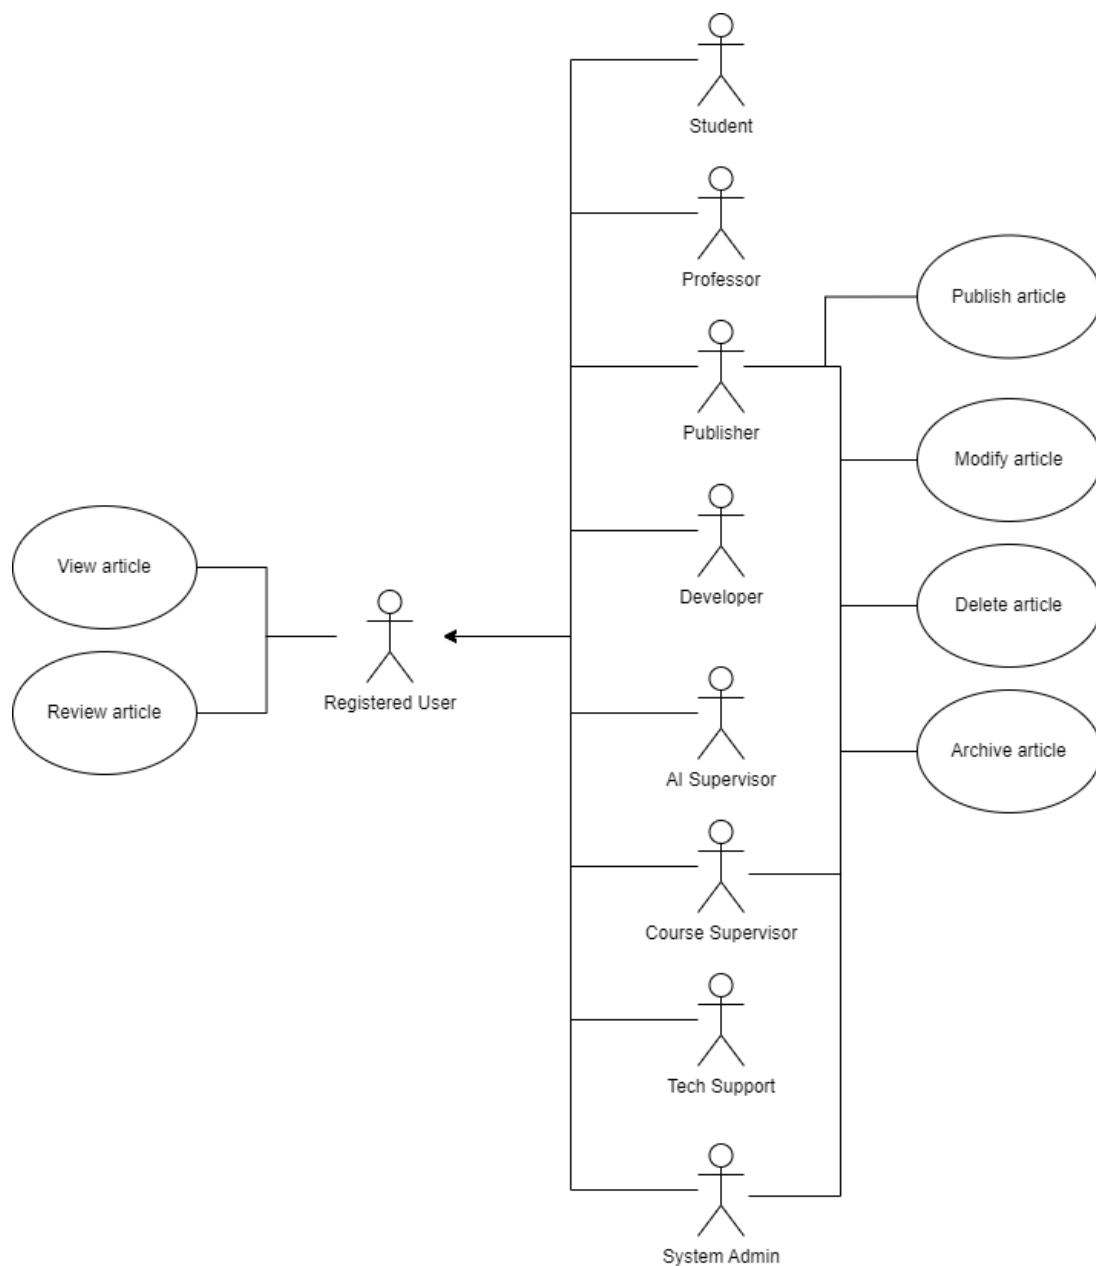 Student
Professor
Publish article
Publisher
Modify article
View article
Developer
Delete article
Registered User
Review article
AI Supervisor
Archive article
Course Supervisor
Tech Support
System Admin